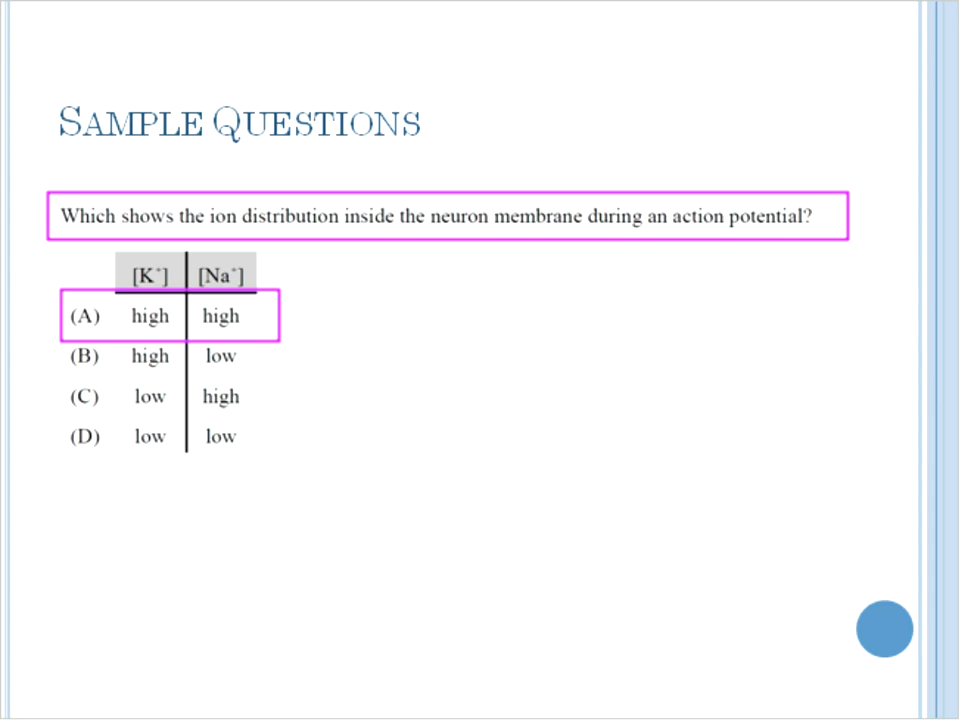 SAMPLE QUESTIONS
Which shows the ion distribution inside the neuron membrane during an action potential?
[K⁺] [Na⁺]
(A) high high
(B) high low
(C) low high
(D) low low